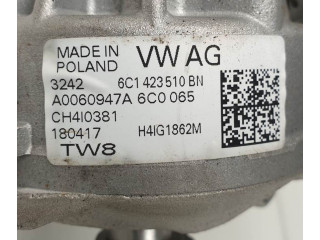 MADE IN POLAND VW AG
3242 6C1 423 510 BN
A0060947A 6C0 065
CH4I0381
180417 H4IG1862M
TW8